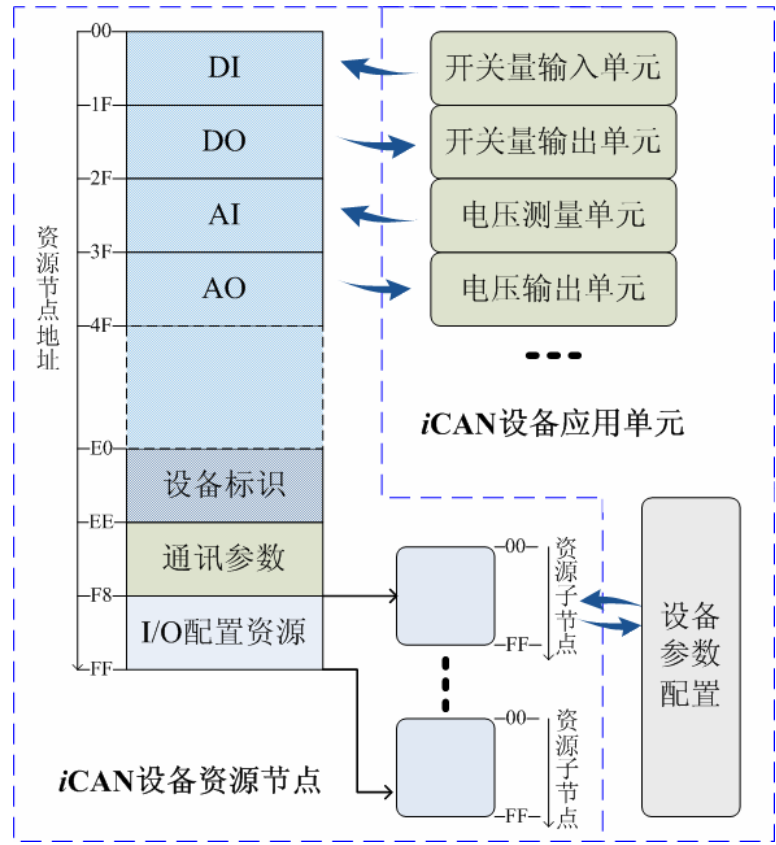 00
DI
开关量输入单元
1F
DO
开关量输出单元
2F
AI
电压测量单元
3F
AO
电压输出单元
4F
资源节点地址
iCAN设备应用单元
E0
设备标识
EE
通讯参数
F8
I/O配置资源
FF
00
资源子节点
FF
设备
参数
配置
00
资源子节点
FF
iCAN设备资源节点